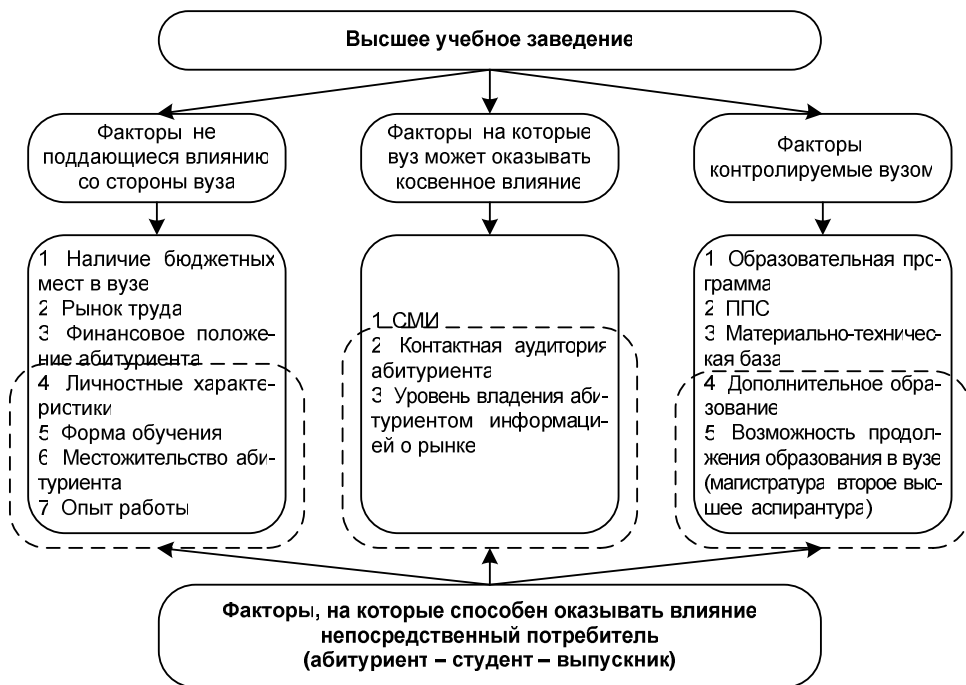 Высшее учебное заведение
Факторы не
поддающиеся влиянию
со стороны вуза
Факторы на которые
вуз может оказывать
косвенное влияние
Факторы
контролируемые вузом
1 Наличие бюджетных
мест в вузе
2 Рынок труда
3 Финансовое положе-
ние абитуриента
4 Личностные характе-
ристики
5 Форма обучения
6 Местожительство аби-
туриента
7 Опыт работы
1 СМИ
2 Контактная аудитория
абитуриента
3 Уровень владения аби-
туриентом информаци-
ей о рынке
1 Образовательная про-
грамма
2 ППС
3 Материально-техничес-
кая база
4 Дополнительное обра-
зование
5 Возможность продол-
жения образования в вузе
(магистратура второе выс-
шее аспирантура)
Факторы, на которые способен оказывать влияние
непосредственный потребитель
(абитуриент – студент – выпускник)